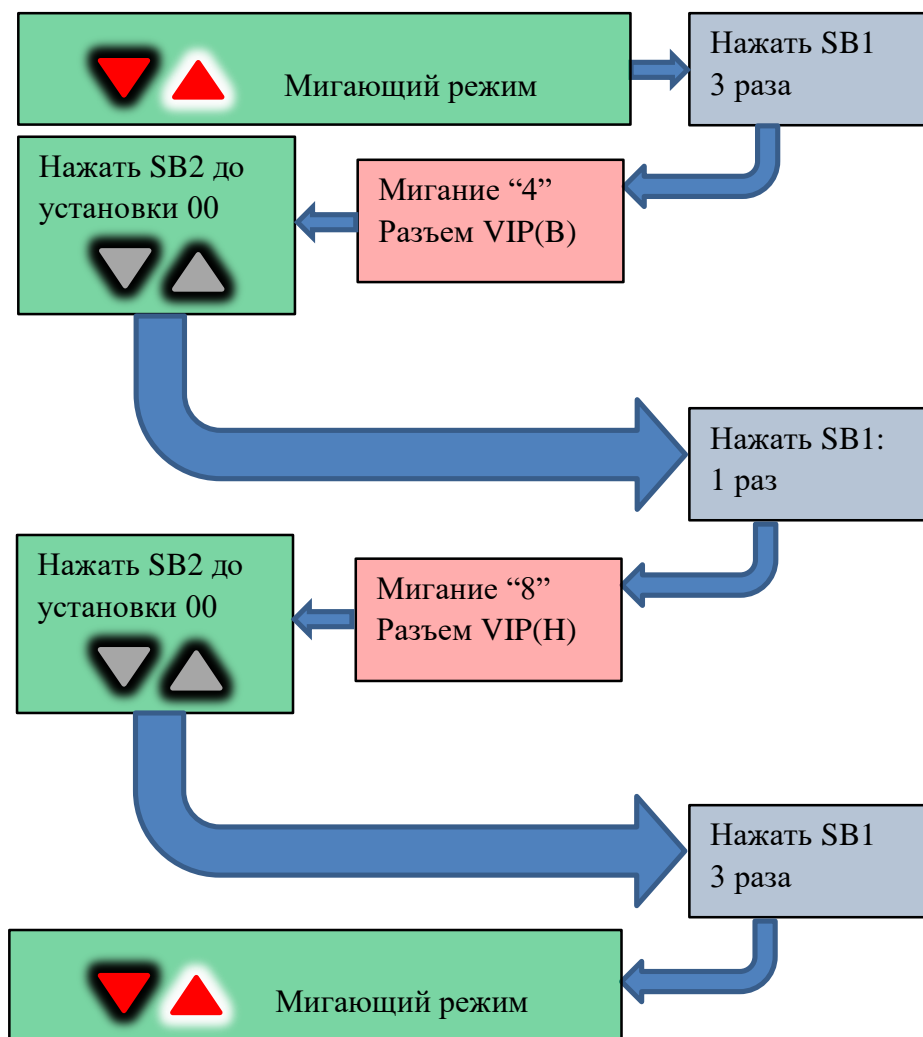 Мигающий режим
Нажать SB1
3 раза
Мигание “4”
Разъем VIP(В)
Нажать SB2 до
установки 00
Нажать SB1:
1 раз
Мигание “8”
Разъем VIP(Н)
Нажать SB2 до
установки 00
Нажать SB1
3 раза
Мигающий режим